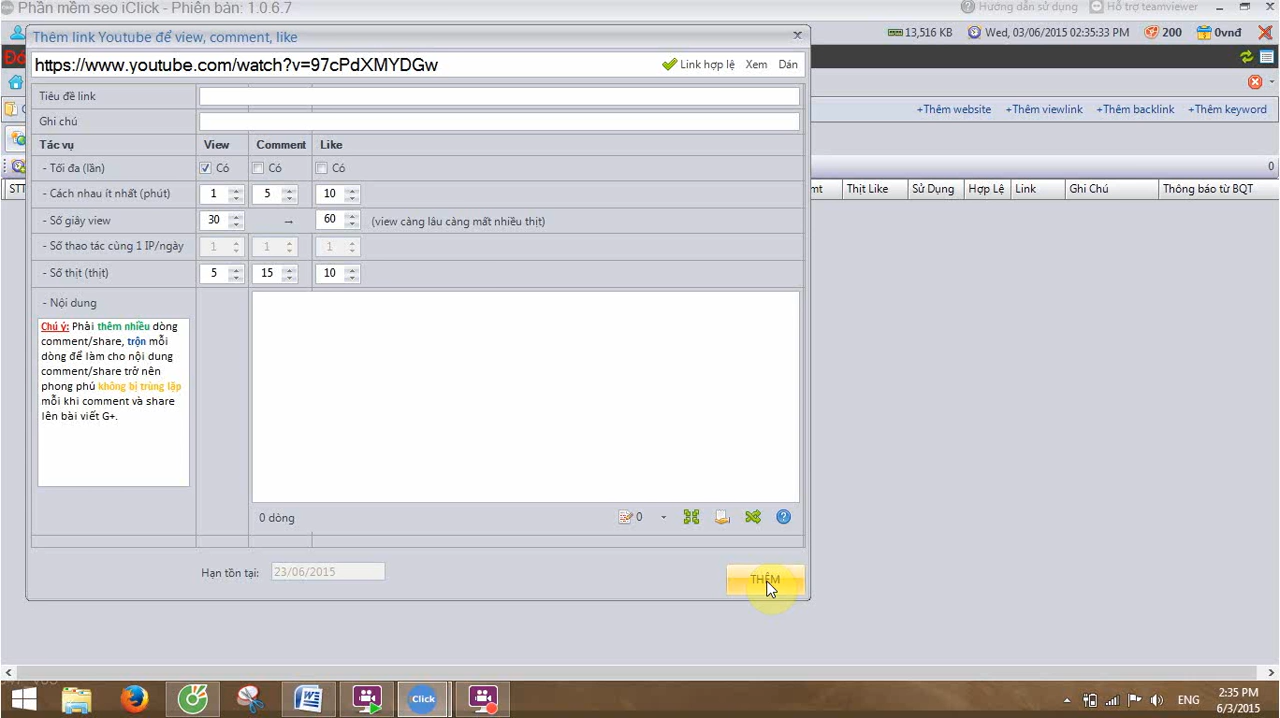 Phần mềm seo iClick - Phiên bản: 1.0.6.7
Hướng dẫn sử dụng
Hỗ trợ teamviewer
Thêm link Youtube để view, comment, like
13,516 KB
Wed, 03/06/2015 02:35:33 PM
200
0vnđ
https://www.youtube.com/watch?v=97cPdXMYDGw
Link hợp lệ Xem Dán
Tiêu đề link
Ghi chú
+Thêm website +Thêm viewlink +Thêm backlink +Thêm keyword
Tác vụ View Comment Like
- Tối đa (lần) Có Có Có
0
- Cách nhau ít nhất (phút) 1 5 10
STT
Thịt Like Sử Dụng Hợp Lệ Link Ghi Chú Thông báo từ BQT
- Số giây view 30 → 60 (view càng lâu càng mất nhiều thịt)
- Số thao tác cùng 1 IP/ngày 1 1 1
- Số thịt (thịt) 5 15 10
- Nội dung
Chú ý: Phải thêm nhiều dòng
comment/share, trộn mỗi
dòng để làm cho nội dung
comment/share trở nên
phong phú không bị trùng lặp
mỗi khi comment và share
lên bài viết G+.
0 dòng
0
Hạn tồn tại: 23/06/2015
THÊM
Click
ENG
2:35 PM
6/3/2015